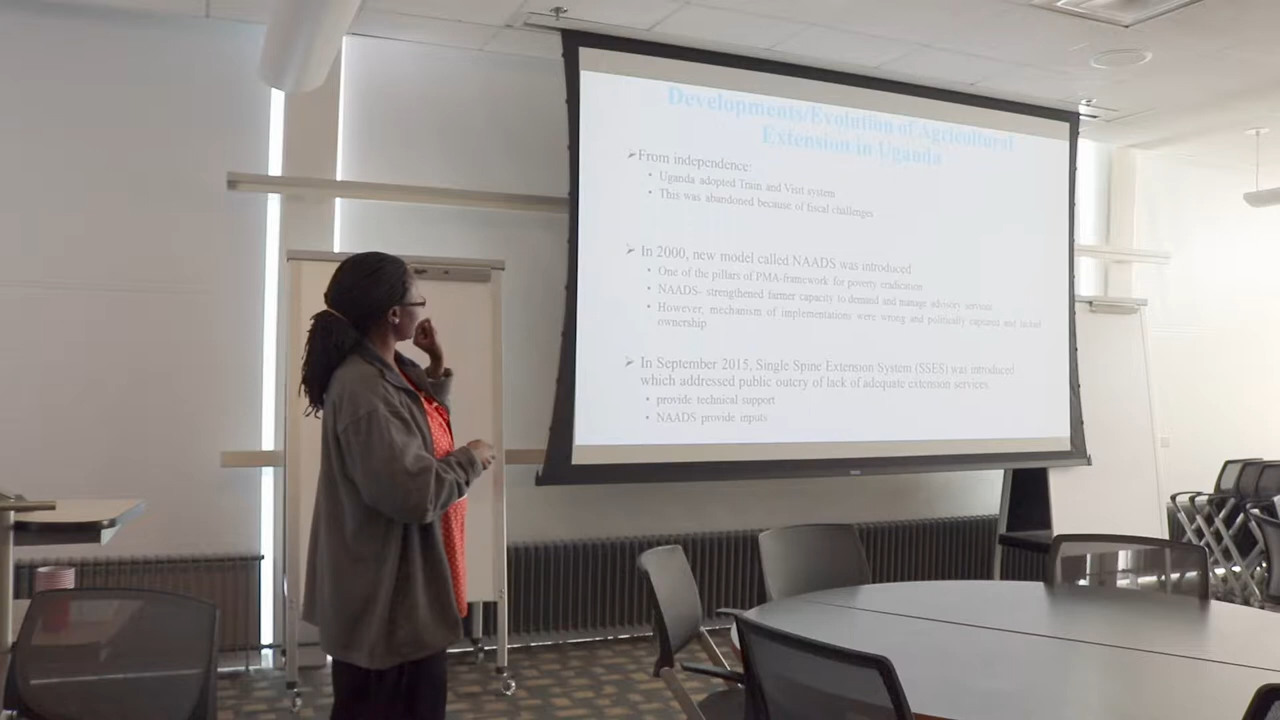 Developments/Evolution of Agricultural
Extension in Uganda
➢From independence:
• Uganda adopted Train and Visit system
• This was abandoned because of fiscal challenges
➢ In 2000, new model called NAADS was introduced
• One of the pillars of PMA-framework for poverty eradication
• NAADS- strengthened farmer capacity to demand and manage advisory services
• However, mechanism of implementations were wrong and politically captured and lacked
ownership
➢ In September 2015, Single Spine Extension System (SSES) was introduced
which addressed public outcry of lack of adequate extension services
• provide technical support
• NAADS provide inputs